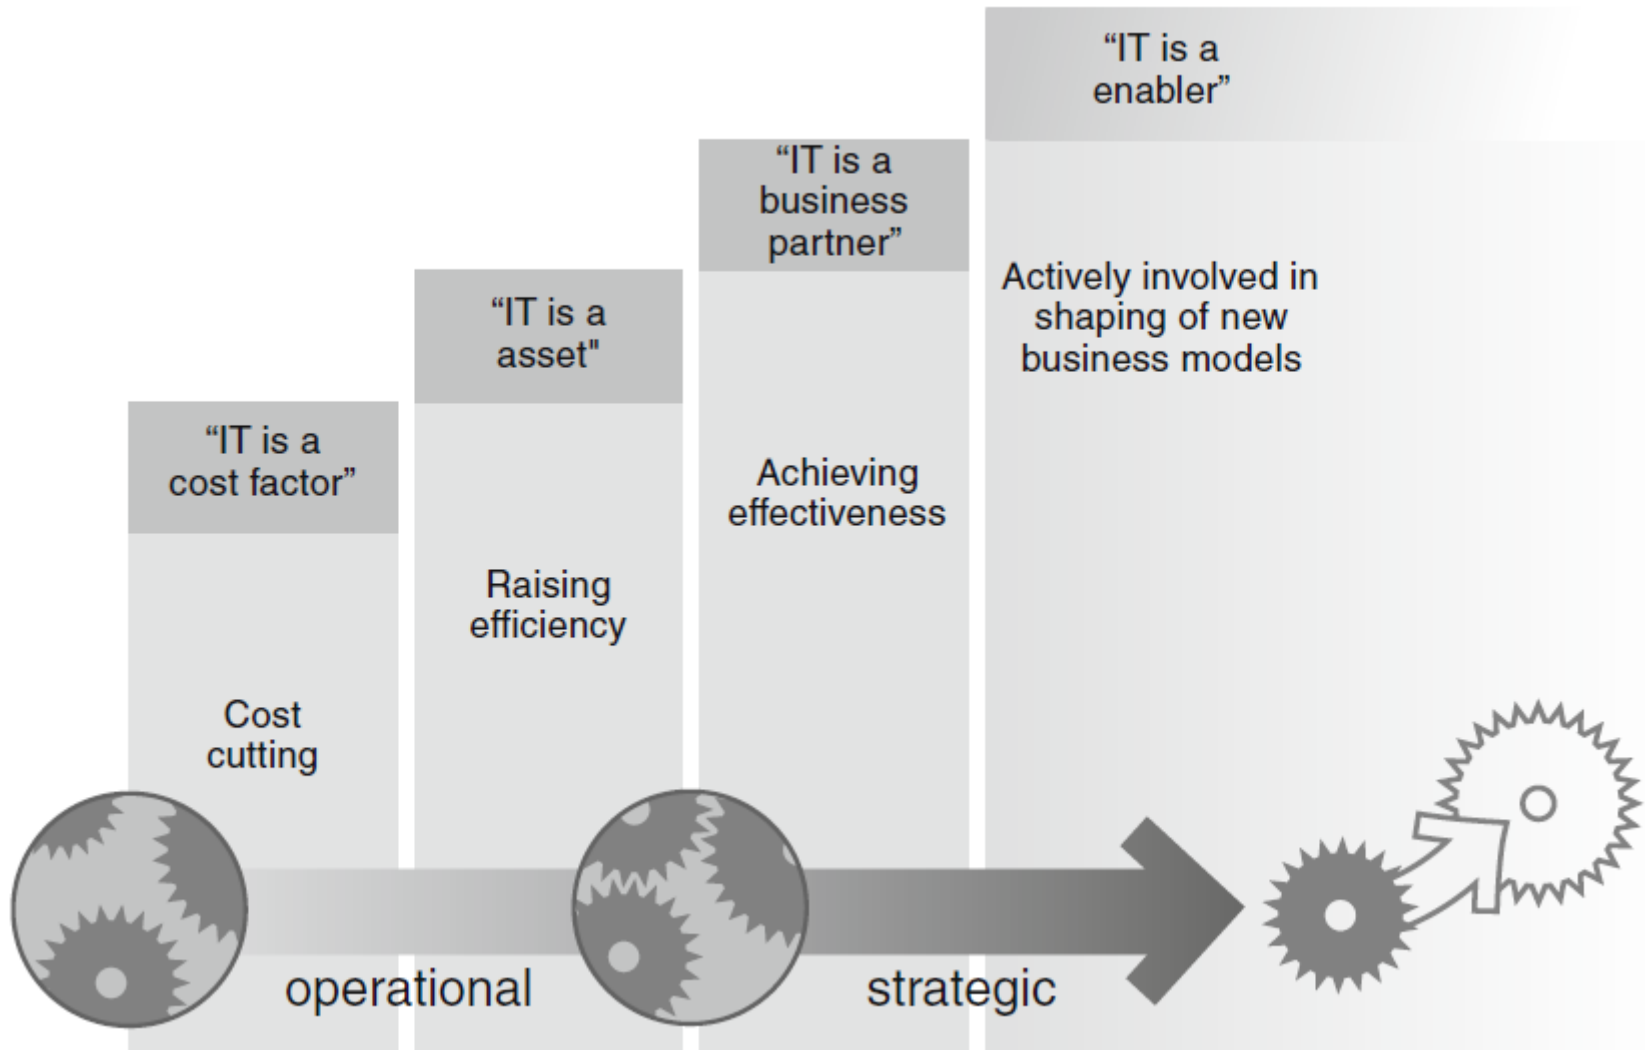 “IT is a
cost factor”
Cost
cutting
“IT is a
asset"
Raising
efficiency
“IT is a
business
partner”
Achieving
effectiveness
“IT is a
enabler”
Actively involved in
shaping of new
business models
operational
strategic